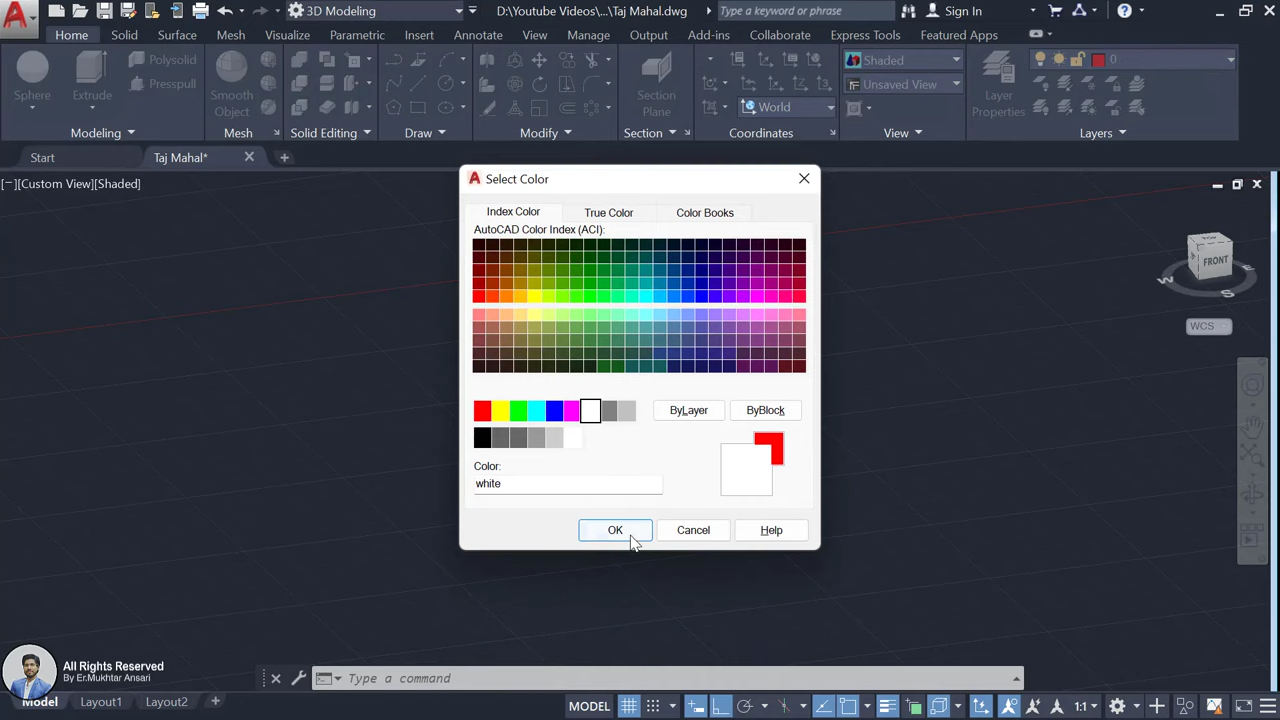 3D Modeling
D:\Youtube Videos\...\Taj Mahal.dwg
Type a keyword or phrase
Sign In
Home Solid Surface Mesh Visualize Parametric Insert Annotate View Manage Output Add-ins Collaborate Express Tools Featured Apps
Polysolid
Presspull
Sphere
Extrude
Smooth
Object
Section
Plane
World
Shaded
Unsaved View
Layer
Properties
0
Modeling Mesh Solid Editing Draw Modify Section Coordinates View Layers
Start
Taj Mahal*
[−][Custom View][Shaded]
Select Color
Index Color True Color Color Books
AutoCAD Color Index (ACI):
ByLayer ByBlock
Color:
white
OK Cancel Help
TOP
FRONT
W
S
E
WCS
All Rights Reserved
By Er.Mukhtar Ansari
Type a command
Model Layout1 Layout2
MODEL
1:1